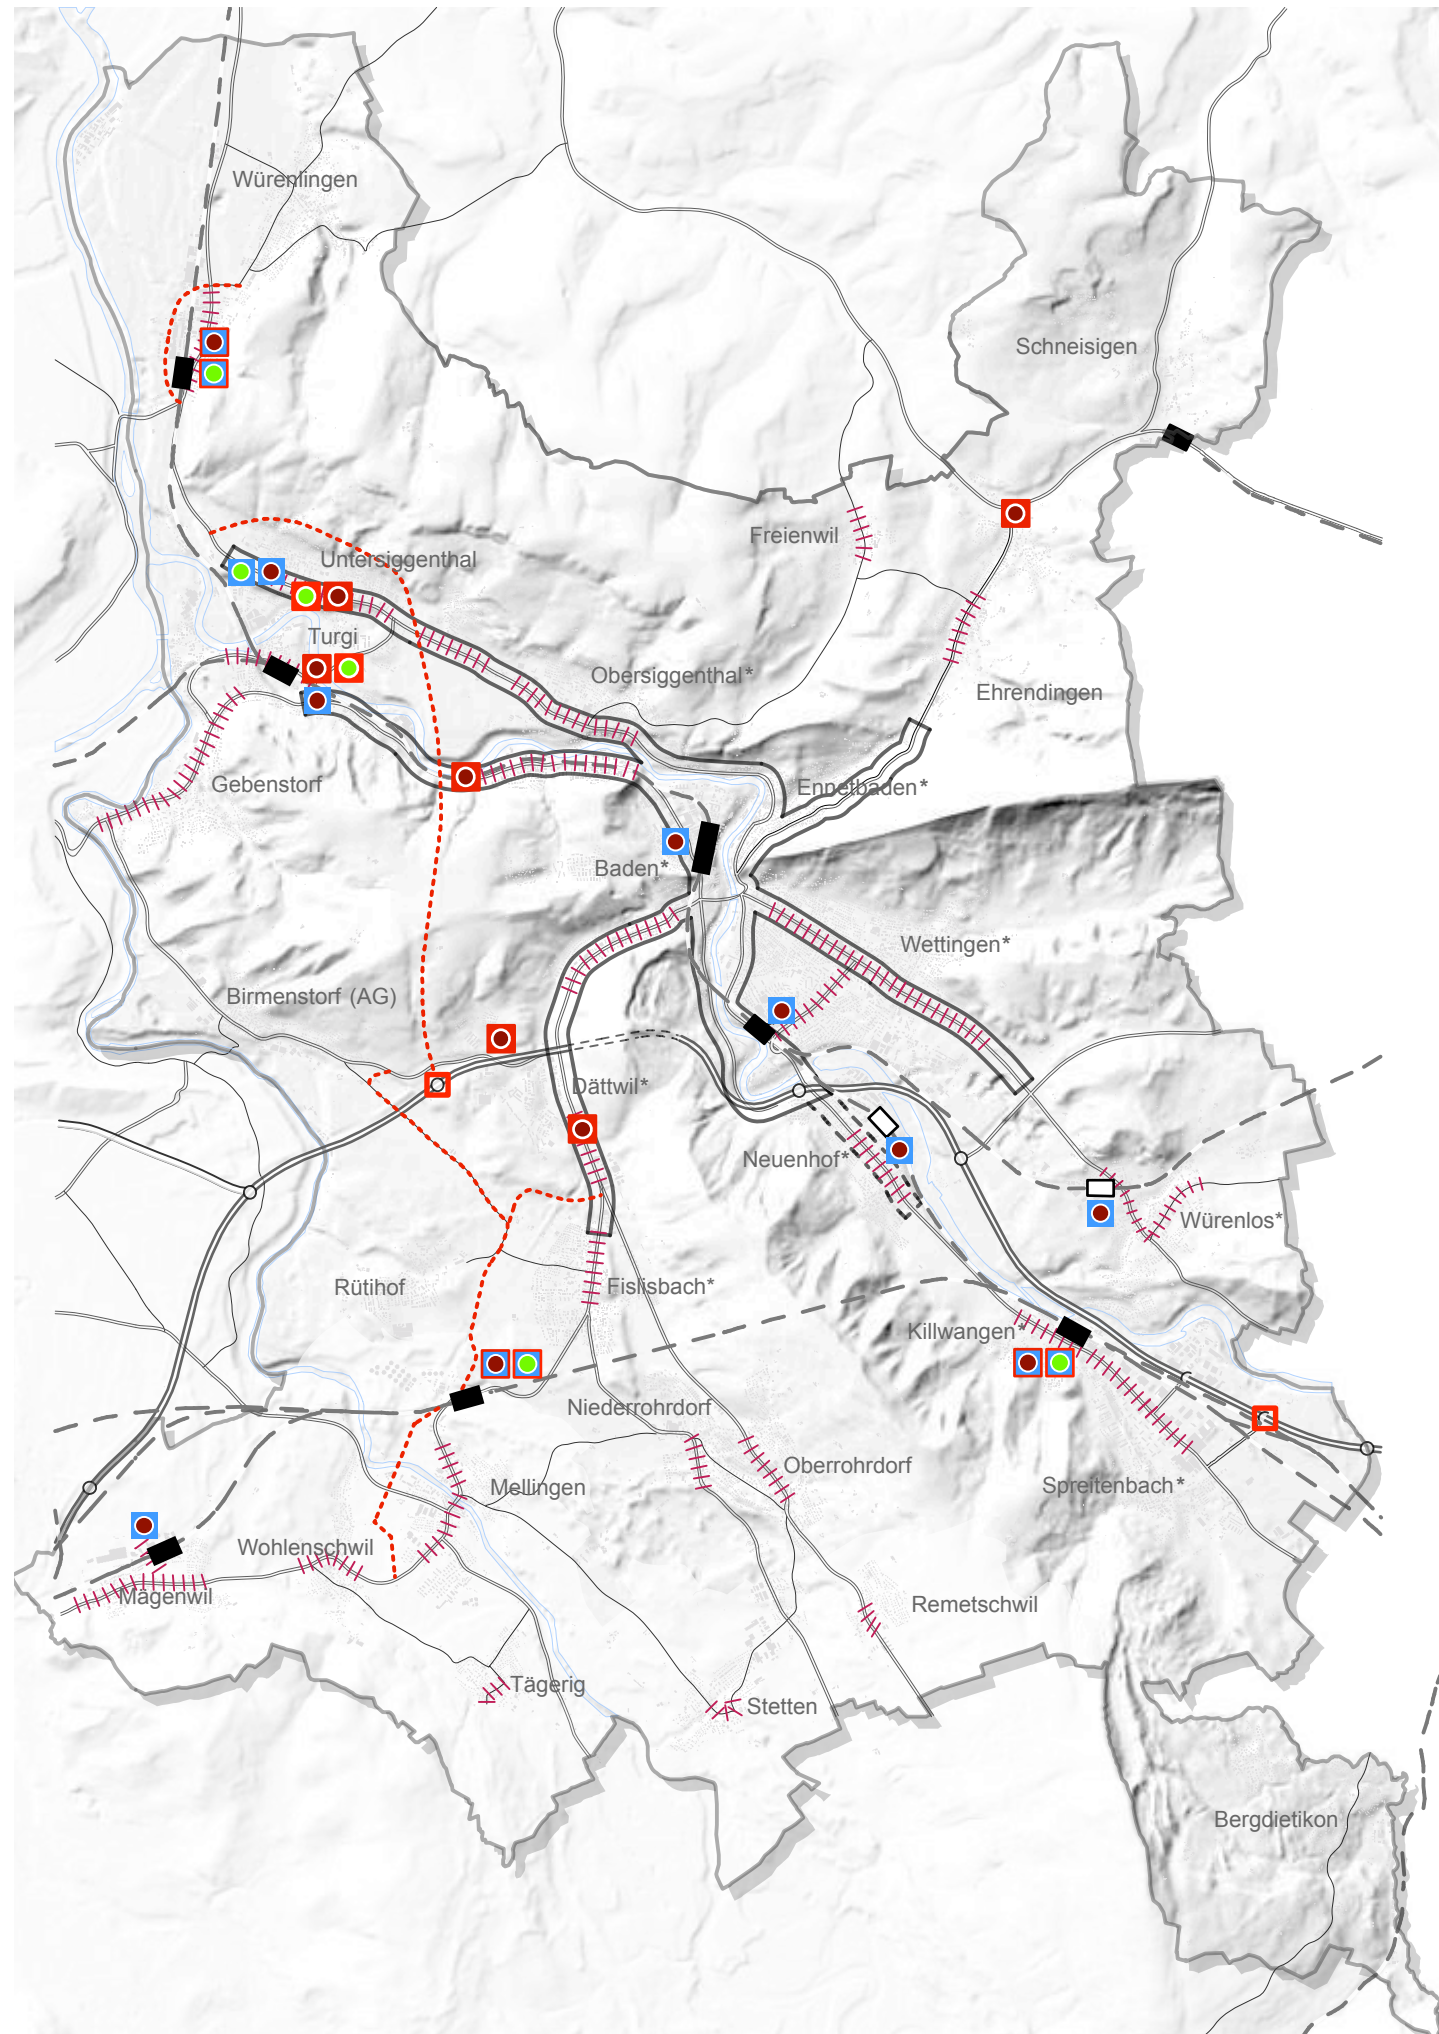 Würenlingen
Schneisigen
Freienwil
Untersiggenthal
Turgi
Obersiggenthal*
Ehrendingen
Gebenstorf
Ennetbaden*
Baden*
Wettingen*
Birmenstorf (AG)
Dättwil*
Neuenhof*
Würenlos*
Rütihof
Fislisbach*
Killwangen*
Niederrohrdorf
Oberrohrdorf
Mellingen
Spreitenbach*
Wohlenschwil
Mägenwil
Remetschwil
Tägerig
Stetten
Bergdietikon